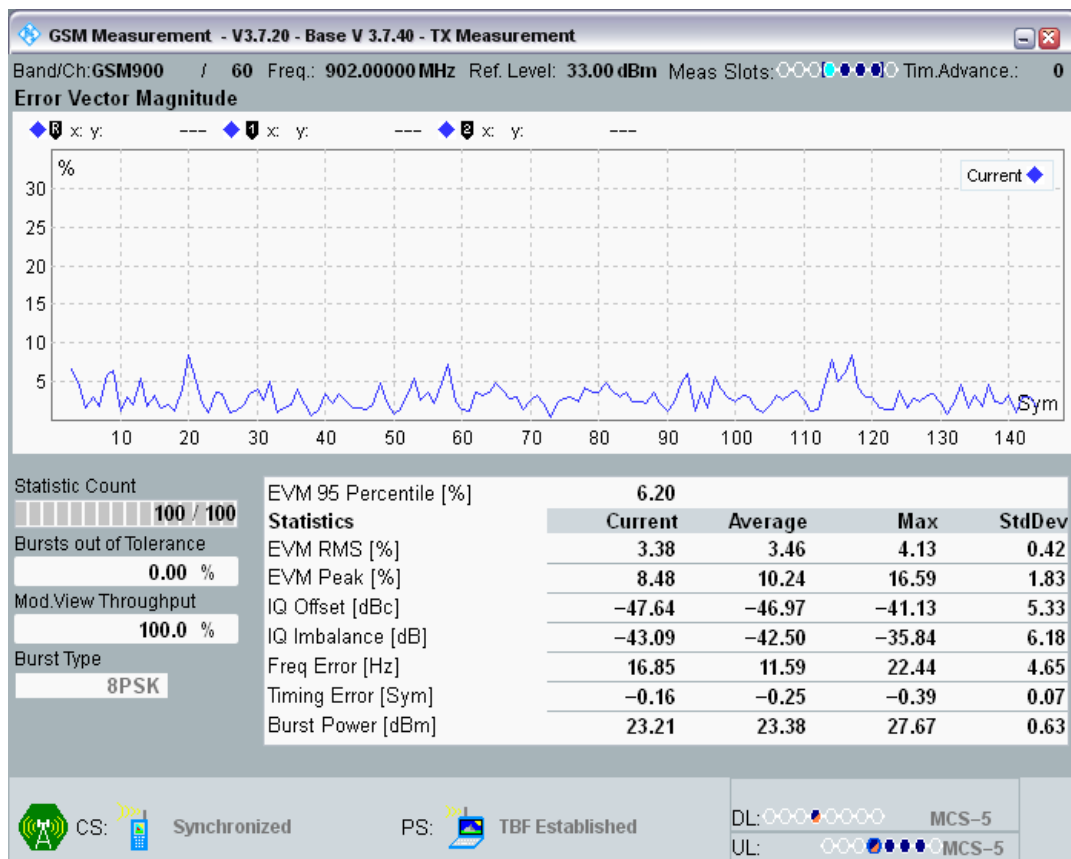 GSM Measurement - V3.7.20 - Base V 3.7.40 - TX Measurement
Band/Ch:GSM900 / 60 Freq.: 902.00000 MHz Ref. Level: 33.00 dBm Meas Slots: Tim.Advance.: 0
Error Vector Magnitude
R x: y: --- 1 x: y: --- 2 x: y: ---
%
Current
30
25
20
15
10
5
Sym
10 20 30 40 50 60 70 80 90 100 110 120 130 140
Statistic Count
100 / 100
Bursts out of Tolerance
0.00 %
Mod.View Throughput
100.0 %
Burst Type
8PSK
EVM 95 Percentile [%] 6.20
Statistics Current Average Max StdDev
EVM RMS [%] 3.38 3.46 4.13 0.42
EVM Peak [%] 8.48 10.24 16.59 1.83
IQ Offset [dBc] −47.64 −46.97 −41.13 5.33
IQ Imbalance [dB] −43.09 −42.50 −35.84 6.18
Freq Error [Hz] 16.85 11.59 22.44 4.65
Timing Error [Sym] −0.16 −0.25 −0.39 0.07
Burst Power [dBm] 23.21 23.38 27.67 0.63
CS: Synchronized PS: TBF Established
DL: MCS−5
UL: MCS−5